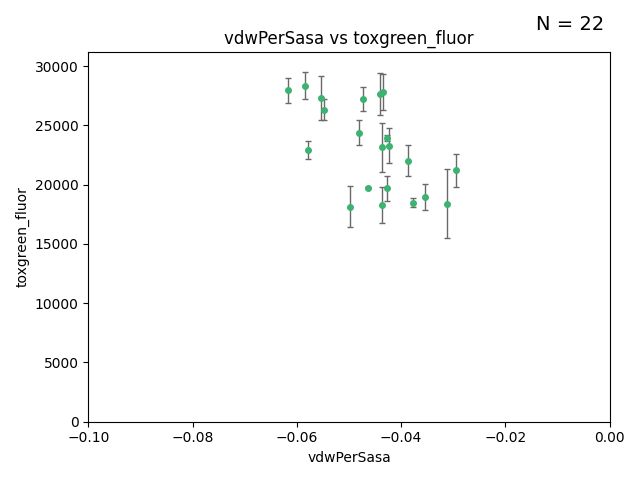 N = 22
vdwPerSasa vs toxgreen_fluor
30000
25000
20000
15000
10000
5000
0
toxgreen_fluor
−0.10 −0.08 −0.06 −0.04 −0.02 0.00
vdwPerSasa